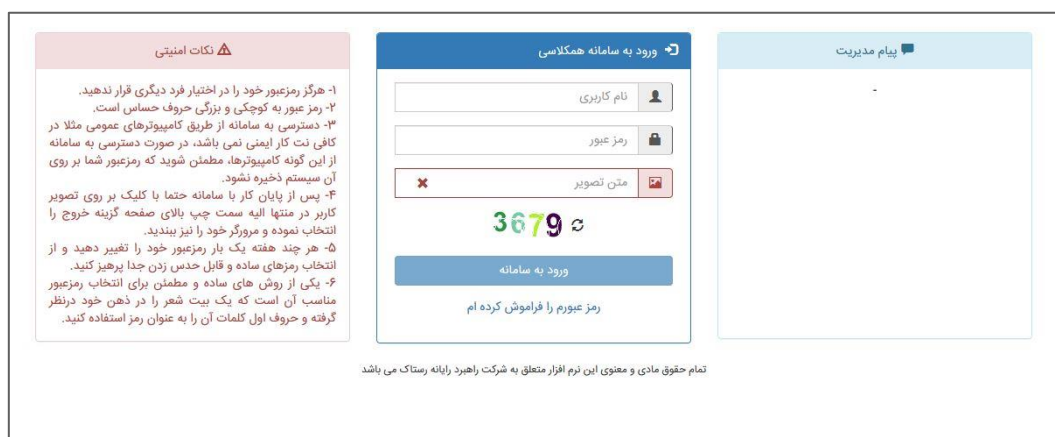 پیام مدیریت
-
ورود به سامانه همکلاسی
نام کاربری
رمز عبور
متن تصویر
3679
ورود به سامانه
رمز عبورم را فراموش کرده ام
نکات امنیتی
۱- هرگز رمزعبور خود را در اختیار فرد دیگری قرار ندهید.
۲- رمز عبور به کوچکی و بزرگی حروف حساس است.
۳- دسترسی به سامانه از طریق کامپیوترهای عمومی مثلا در
کافی نت کار ایمنی نمی باشد، در صورت دسترسی به سامانه
از این گونه کامپیوترها، مطمئن شوید که رمزعبور شما بر روی
آن سیستم ذخیره نشود.
۴- پس از پایان کار با سامانه حتما با کلیک بر روی تصویر
کاربر در منتها الیه سمت چپ بالای صفحه گزینه خروج را
انتخاب نموده و مرورگر خود را نیز ببندید.
۵- هر چند هفته یک بار رمزعبور خود را تغییر دهید و از
انتخاب رمزهای ساده و قابل حدس زدن جدا پرهیز کنید.
۶- یکی از روش های ساده و مطمئن برای انتخاب رمزعبور
مناسب آن است که یک بیت شعر را در ذهن خود درنظر
گرفته و حروف اول کلمات آن را به عنوان رمز استفاده کنید.
تمام حقوق مادی و معنوی این نرم افزار متعلق به شرکت راهبرد رایانه رستاک می باشد